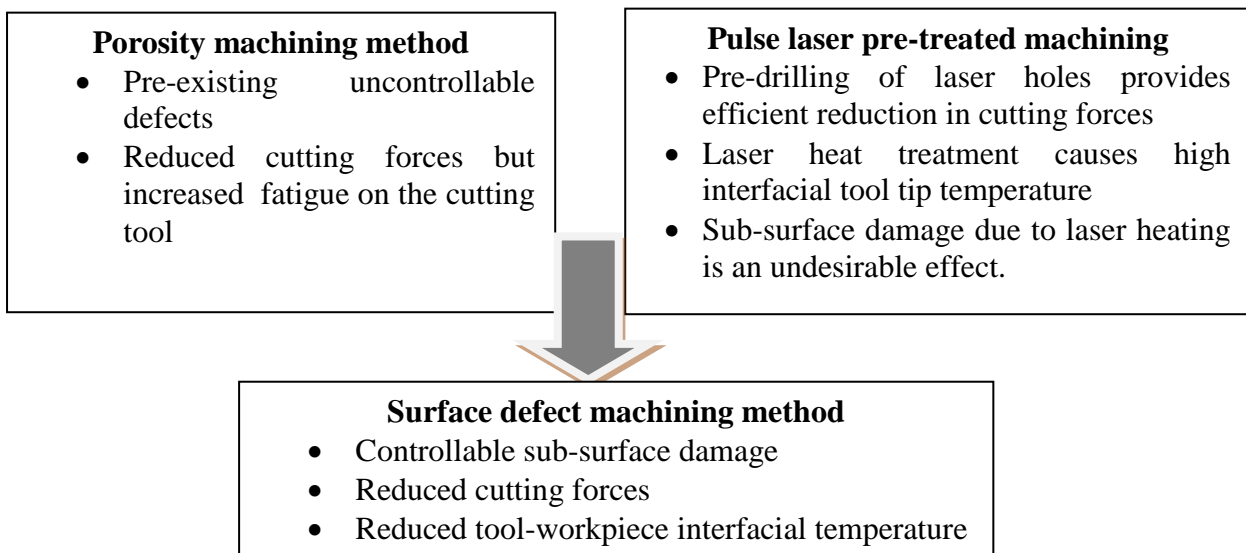 Porosity machining method
• Pre-existing uncontrollable
defects
• Reduced cutting forces but
increased fatigue on the cutting
tool
Pulse laser pre-treated machining
• Pre-drilling of laser holes provides
efficient reduction in cutting forces
• Laser heat treatment causes high
interfacial tool tip temperature
• Sub-surface damage due to laser heating
is an undesirable effect.
Surface defect machining method
• Controllable sub-surface damage
• Reduced cutting forces
• Reduced tool-workpiece interfacial temperature